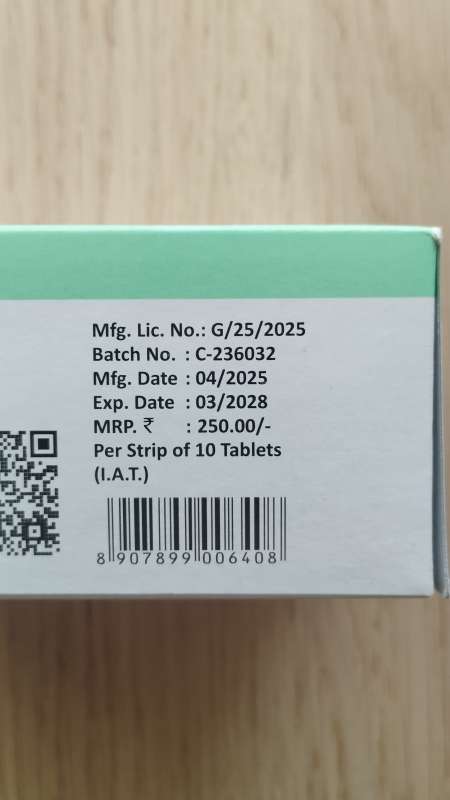 Mfg. Lic. No.: G/25/2025
Batch No. : C-236032
Mfg. Date : 04/2025
Exp. Date : 03/2028
MRP. ₹ : 250.00/-
Per Strip of 10 Tablets
(I.A.T.)
8 907899 006408